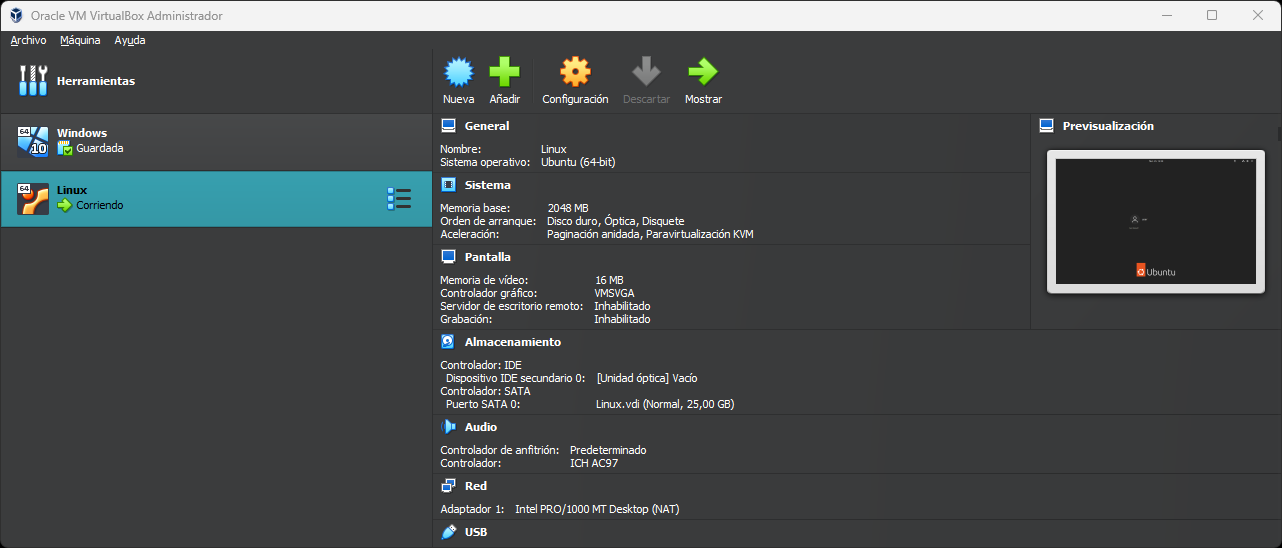 Oracle VM VirtualBox Administrador
Archivo Máquina Ayuda
Herramientas
Nueva Añadir Configuración Descartar Mostrar
64
10
Windows
Guardada
64
Linux
Corriendo
General
Nombre: Linux
Sistema operativo: Ubuntu (64-bit)
Sistema
Memoria base: 2048 MB
Orden de arranque: Disco duro, Óptica, Disquete
Aceleración: Paginación anidada, Paravirtualización KVM
Pantalla
Memoria de vídeo: 16 MB
Controlador gráfico: VMSVGA
Servidor de escritorio remoto: Inhabilitado
Grabación: Inhabilitado
Previsualización
Ubuntu
Almacenamiento
Controlador: IDE
Dispositivo IDE secundario 0: [Unidad óptica] Vacío
Controlador: SATA
Puerto SATA 0: Linux.vdi (Normal, 25,00 GB)
Audio
Controlador de anfitrión: Predeterminado
Controlador: ICH AC97
Red
Adaptador 1: Intel PRO/1000 MT Desktop (NAT)
USB